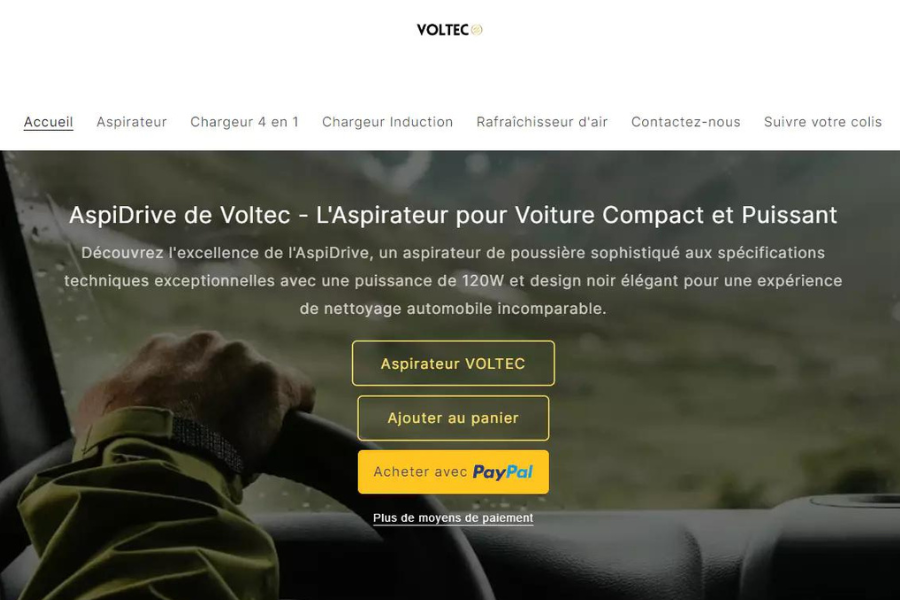 VOLTEC
Accueil Aspirateur Chargeur 4 en 1 Chargeur Induction Rafraîchisseur d'air Contactez-nous Suivre votre colis
AspiDrive de Voltec - L'Aspirateur pour Voiture Compact et Puissant
Découvrez l'excellence de l'AspiDrive, un aspirateur de poussière sophistiqué aux spécifications
techniques exceptionnelles avec une puissance de 120W et design noir élégant pour une expérience
de nettoyage automobile incomparable.
Aspirateur VOLTEC
Ajouter au panier
Acheter avec PayPal
Plus de moyens de paiement